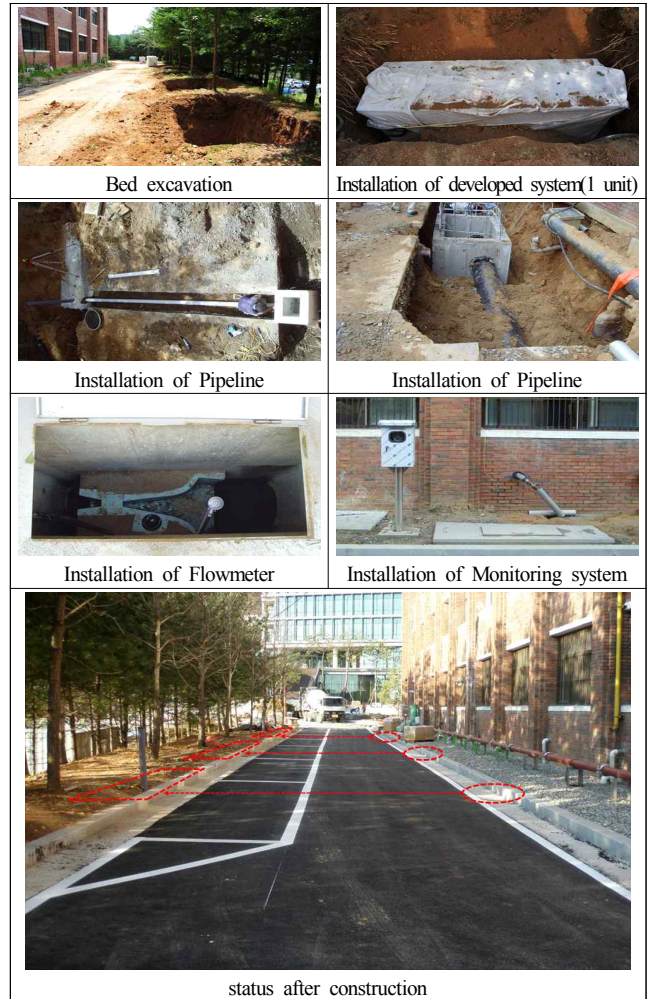 Bed excavation
Installation of developed system(1 unit)
Installation of Pipeline
Installation of Pipeline
Installation of Flowmeter
Installation of Monitoring system
status after construction